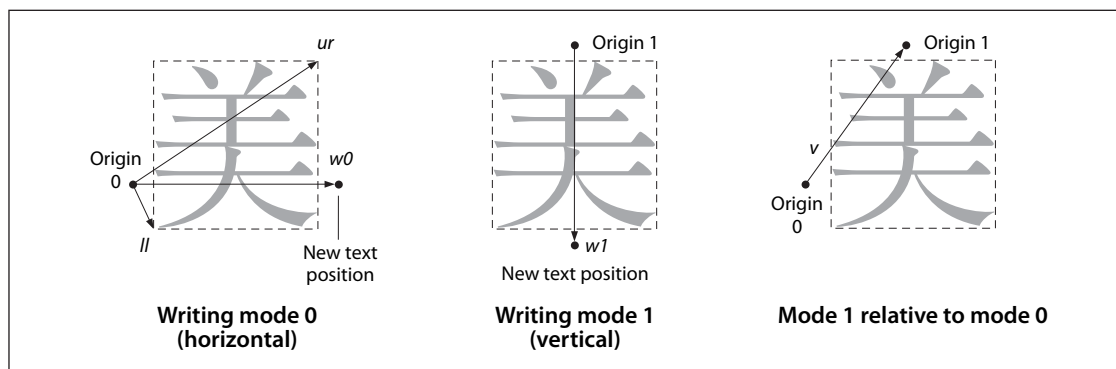 ur
Origin
0
w0
ll
New text
position
美
Writing mode 0
(horizontal)
Origin 1
美
w1
New text position
Writing mode 1
(vertical)
Origin 1
美
v
Origin
0
Mode 1 relative to mode 0